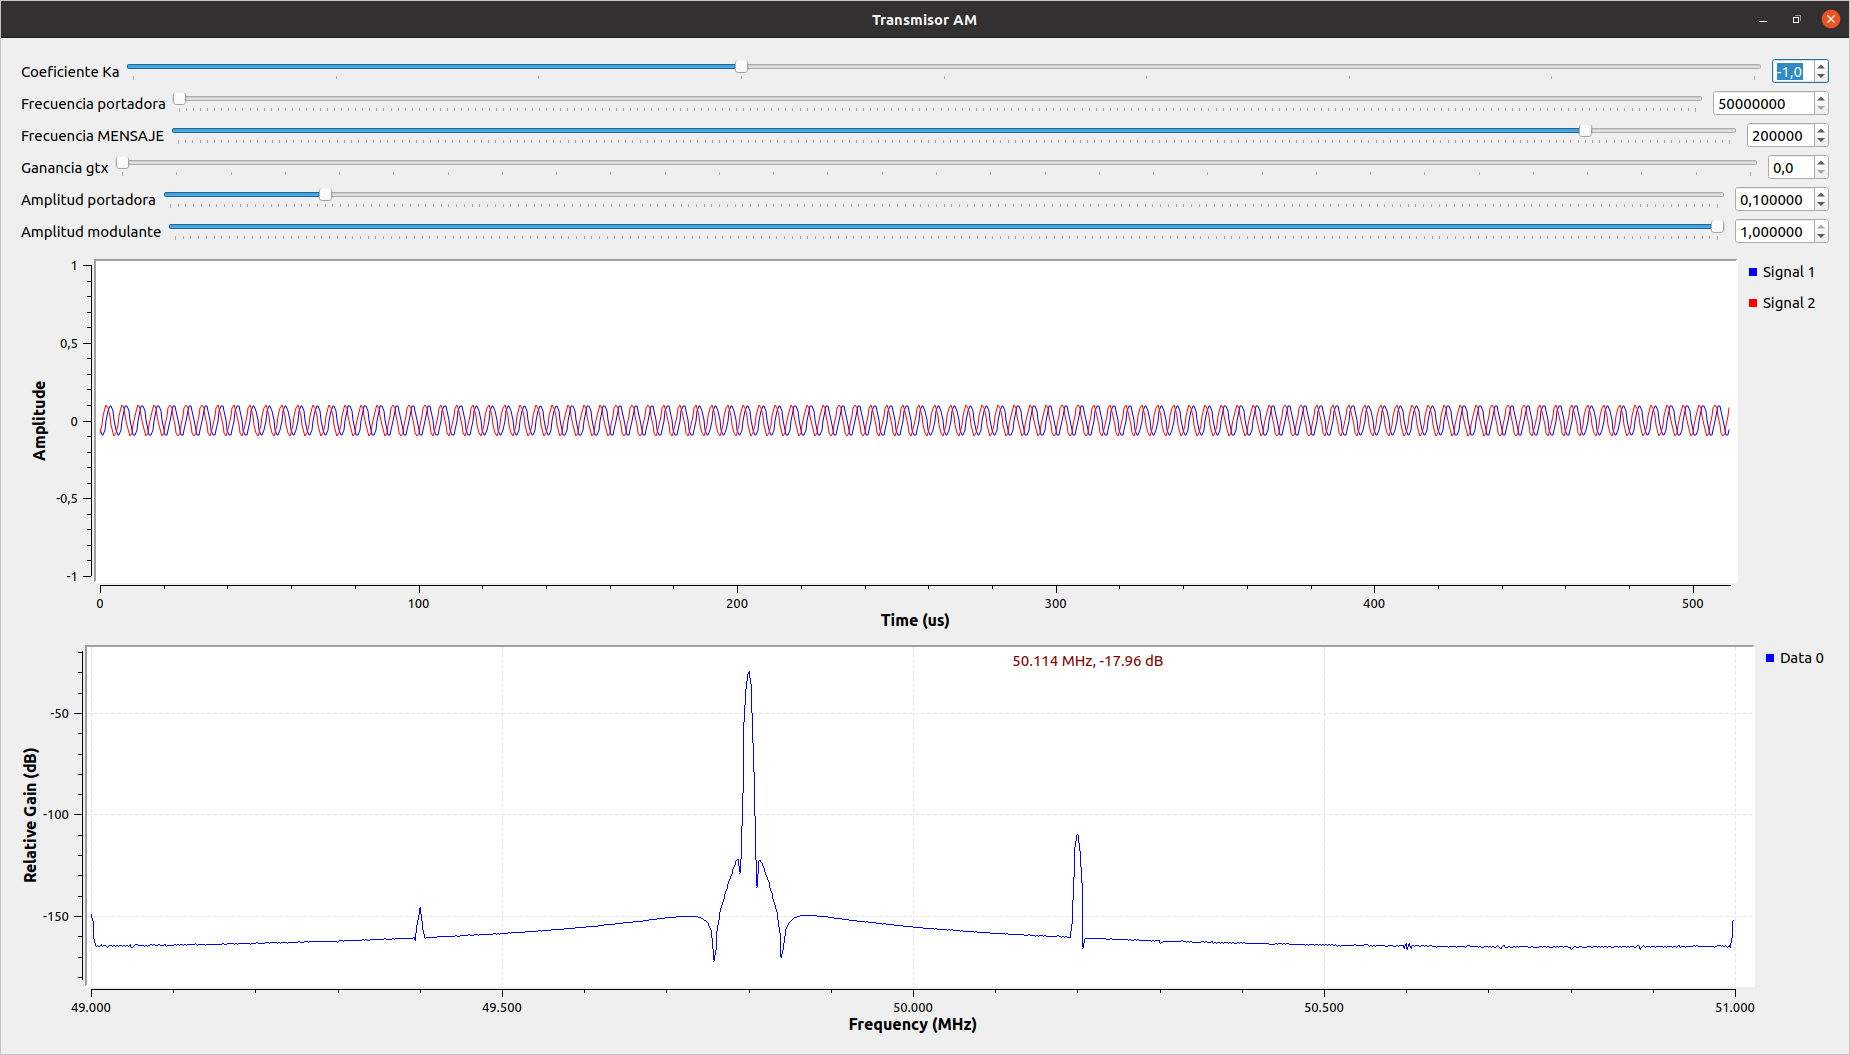 Transmisor AM
Coeficiente Ka -1,0
Frecuencia portadora 50000000
Frecuencia MENSAJE 200000
Ganancia gtx 0,0
Amplitud portadora 0,100000
Amplitud modulante 1,000000
Signal 1
Signal 2
Amplitude
1
0,5
0
-0,5
-1
0 100 200 300 400 500
Time (us)
50.114 MHz, -17.96 dB
Data 0
Relative Gain (dB)
-50
-100
-150
49.000 49.500 50.000 50.500 51.000
Frequency (MHz)